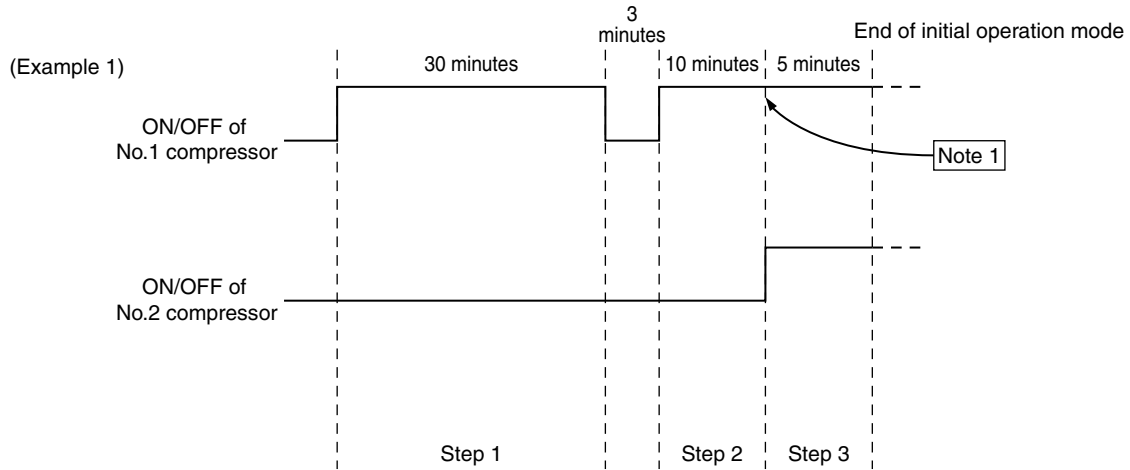 3
minutes
End of initial operation mode
(Example 1)
30 minutes
10 minutes
5 minutes
ON/OFF of
No.1 compressor
Note 1
ON/OFF of
No.2 compressor
Step 1
Step 2
Step 3